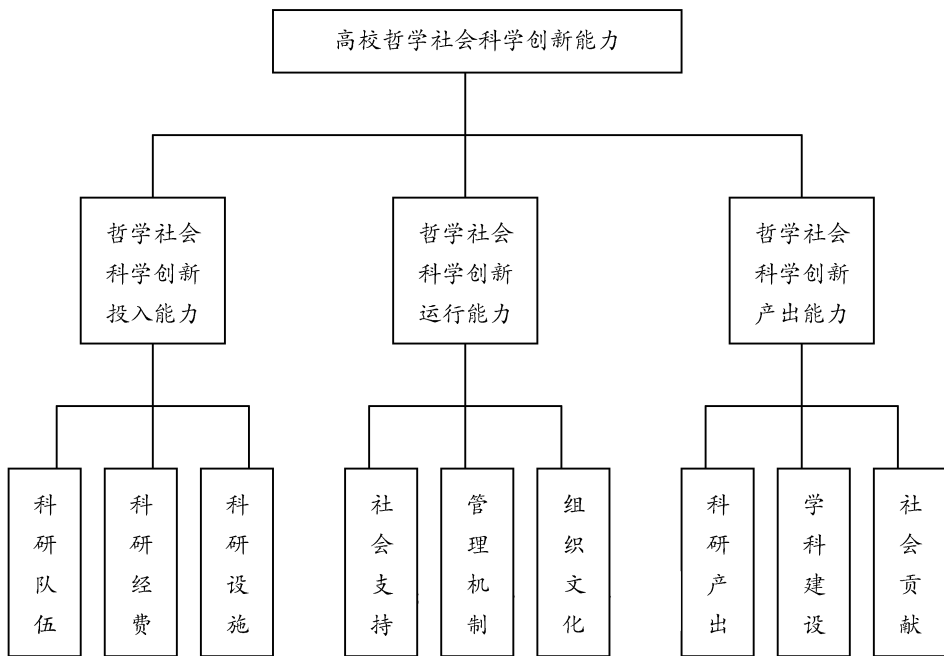 高校哲学社会科学创新能力
哲学社会
科学创新
投入能力
哲学社会
科学创新
运行能力
哲学社会
科学创新
产出能力
科研队伍
科研经费
科研设施
社会支持
管理机制
组织文化
科研产出
学科建设
社会贡献